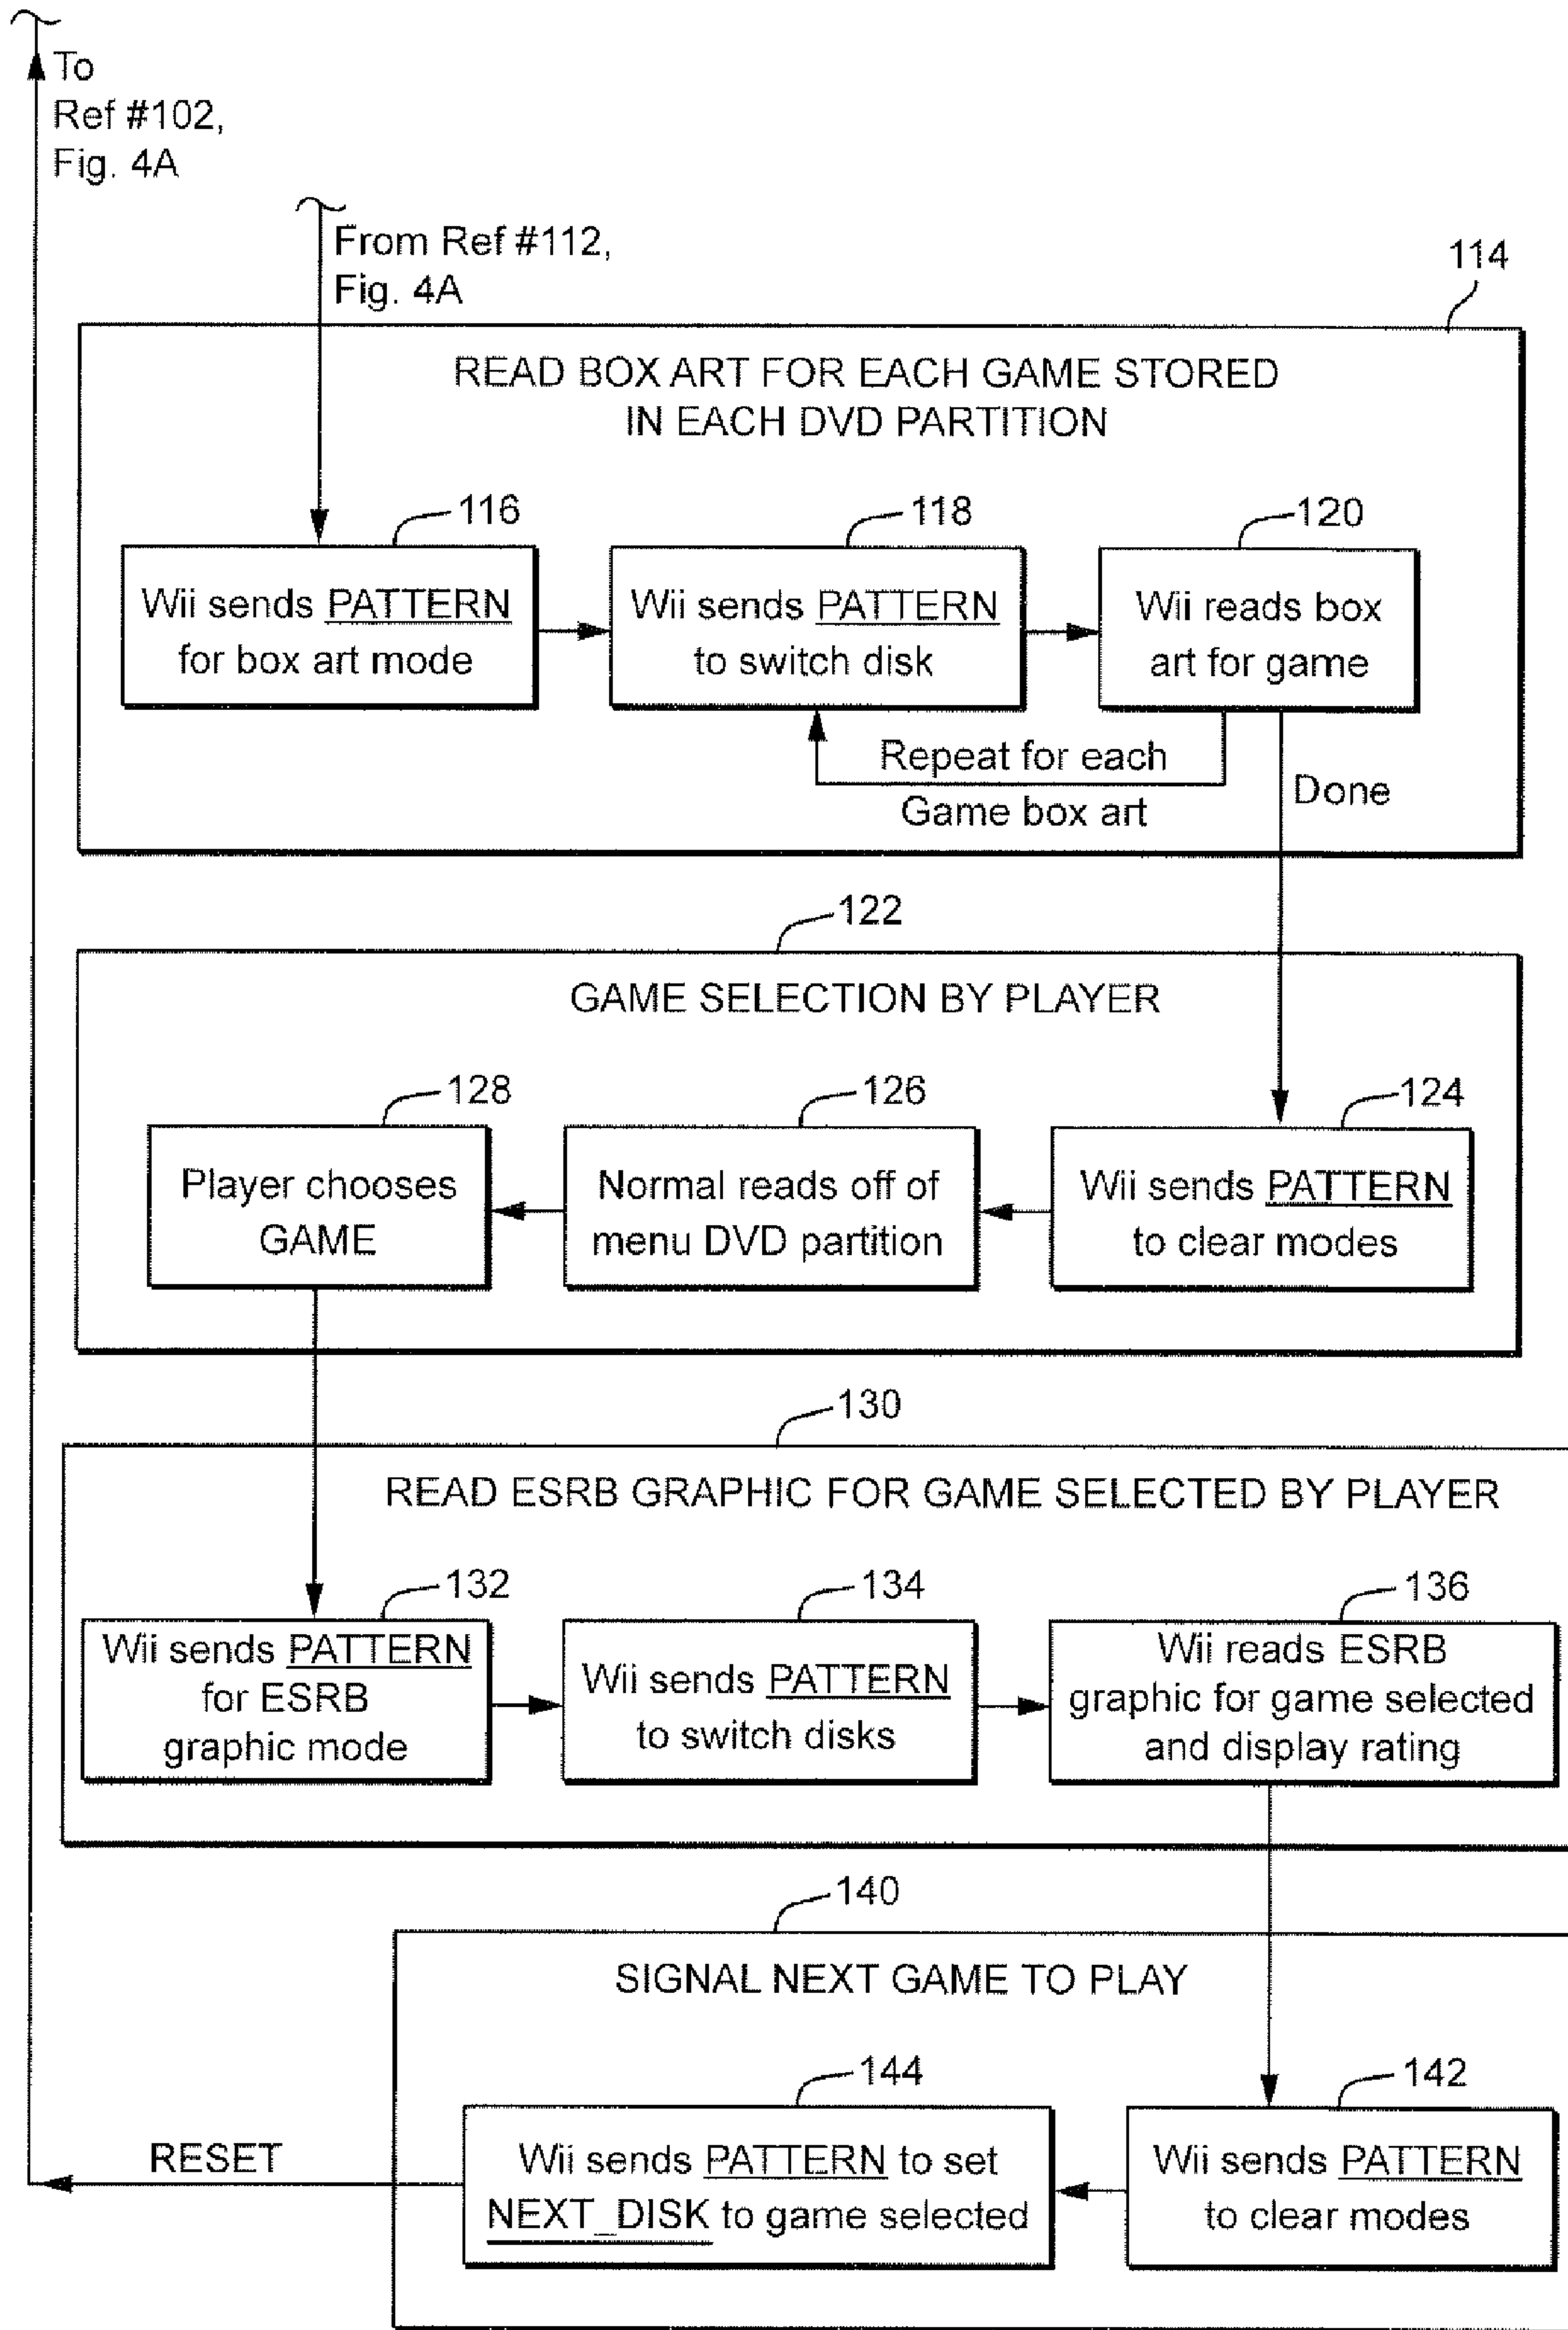 To
Ref #102,
Fig. 4A
From Ref #112,
Fig. 4A
114
READ BOX ART FOR EACH GAME STORED
IN EACH DVD PARTITION
116
118
120
Wii sends PATTERN
for box art mode
Wii sends PATTERN
to switch disk
Wii reads box
art for game
Repeat for each
Game box art
Done
122
GAME SELECTION BY PLAYER
128
126
124
Player chooses
GAME
Normal reads off of
menu DVD partition
Wii sends PATTERN
to clear modes
130
READ ESRB GRAPHIC FOR GAME SELECTED BY PLAYER
132
134
136
Wii sends PATTERN
for ESRB
graphic mode
Wii sends PATTERN
to switch disks
Wii reads ESRB
graphic for game selected
and display rating
140
SIGNAL NEXT GAME TO PLAY
144
142
RESET
Wii sends PATTERN to set
NEXT_DISK to game selected
Wii sends PATTERN
to clear modes